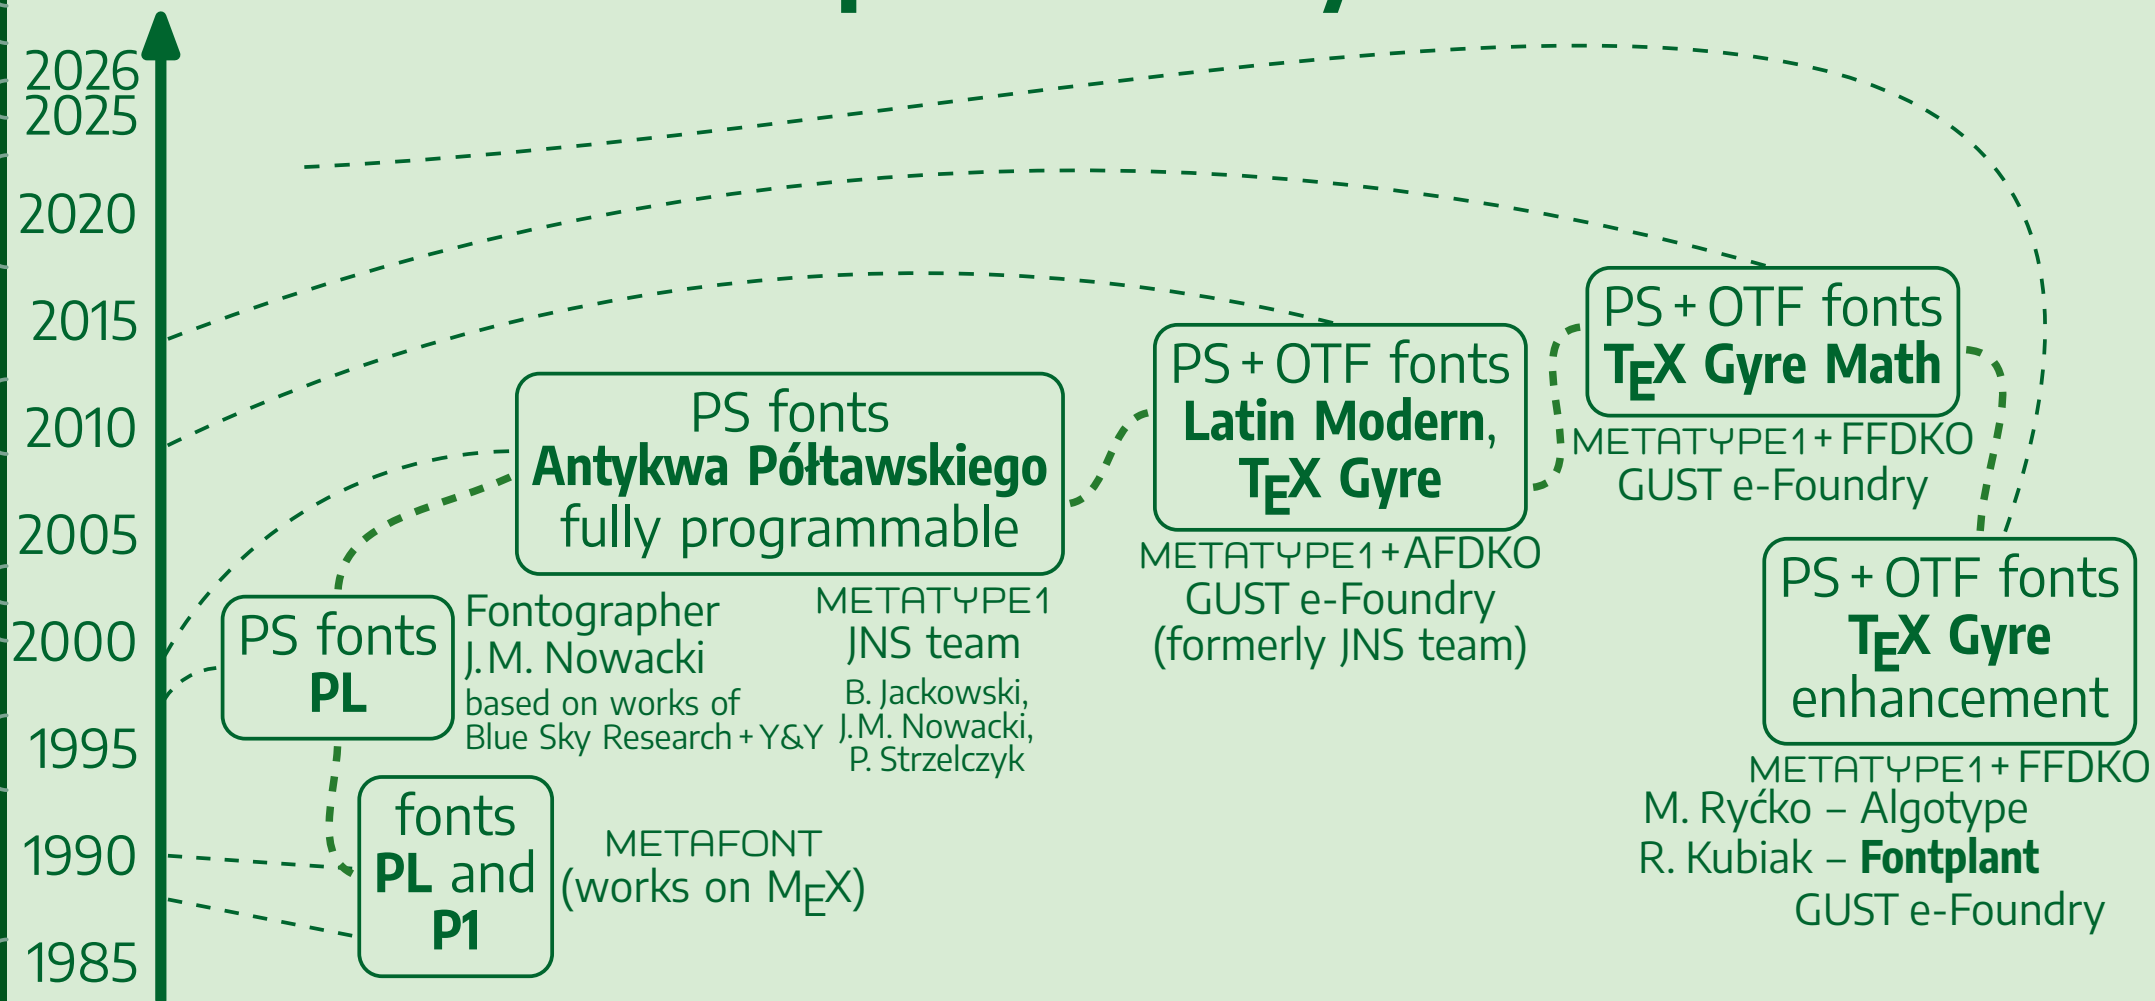 2026
2025
2020
2015
2010
2005
2000
1995
1990
1985
fonts
PL and
P1
METAFONT
(works on MEX)
PS fonts
PL
Fontographer
J.M. Nowacki
based on works of
Blue Sky Research + Y&Y
PS fonts
Antykwa Półtawskiego
fully programmable
METATYPE1
JNS team
B. Jackowski,
J.M. Nowacki,
P. Strzelczyk
PS + OTF fonts
Latin Modern,
TEX Gyre
METATYPE1+AFDKO
GUST e-Foundry
(formerly JNS team)
PS + OTF fonts
TEX Gyre Math
METATYPE1+ FFDKO
GUST e-Foundry
PS + OTF fonts
TEX Gyre
enhancement
METATYPE1+ FFDKO
M. Ryćko – Algotype
R. Kubiak – Fontplant
GUST e-Foundry